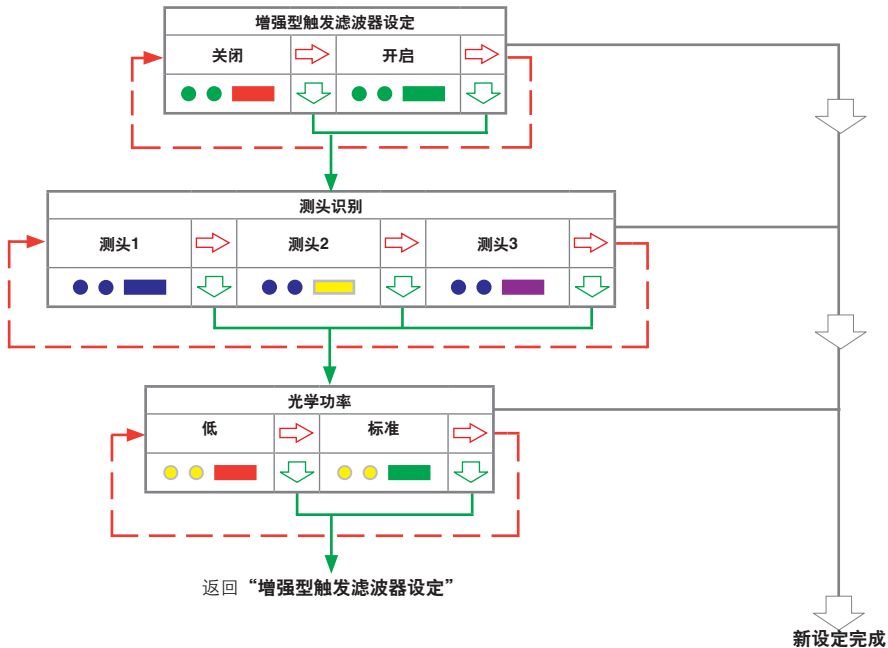 增强型触发滤波器设定
关闭 开启
测头识别
测头1 测头2 测头3
光学功率
低 标准
返回“增强型触发滤波器设定”
新设定完成